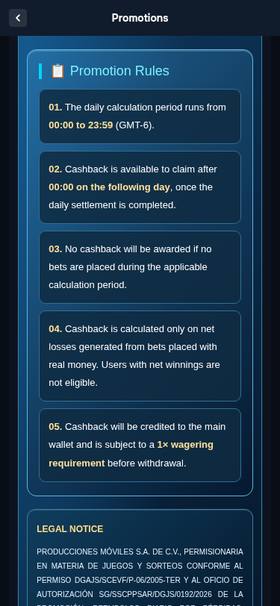 Promotions
📋 Promotion Rules
01. The daily calculation period runs from
00:00 to 23:59 (GMT-6).
02. Cashback is available to claim after
00:00 on the following day, once the
daily settlement is completed.
03. No cashback will be awarded if no
bets are placed during the applicable
calculation period.
04. Cashback is calculated only on net
losses generated from bets placed with
real money. Users with net winnings are
not eligible.
05. Cashback will be credited to the main
wallet and is subject to a 1× wagering
requirement before withdrawal.
LEGAL NOTICE
PRODUCCIONES MÓVILES S.A. DE C.V., PERMISIONARIA
EN MATERIA DE JUEGOS Y SORTEOS CONFORME AL
PERMISO DGAJS/SCEVF/P-06/2005-TER Y AL OFICIO DE
AUTORIZACIÓN SG/SSCPPSAR/DGJS/0192/2026 DE LA